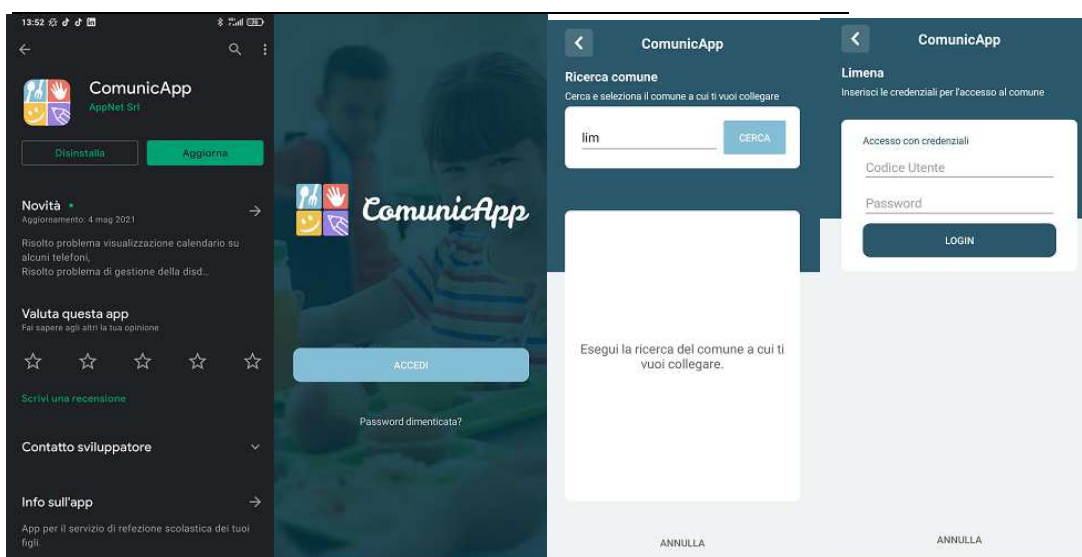 13:52
ComunicApp
AppNet Srl
Disinstalla
Aggiorna
Novità •
Aggiornamento: 4 mag 2021
Risolto problema visualizzazione calendario su
alcuni telefoni,
Risolto problema di gestione della disd...
Valuta questa app
Fai sapere agli altri la tua opinione
Scrivi una recensione
Contatto sviluppatore
Info sull'app
App per il servizio di refezione scolastica dei tuoi
figli.
ComunicApp
ACCEDI
Password dimenticata?
ComunicApp
Ricerca comune
Cerca e seleziona il comune a cui ti vuoi collegare
lim
CERCA
Esegui la ricerca del comune a cui ti
vuoi collegare.
ANNULLA
ComunicApp
Limena
Inserisci le credenziali per l'accesso al comune
Accesso con credenziali
Codice Utente
Password
LOGIN
ANNULLA